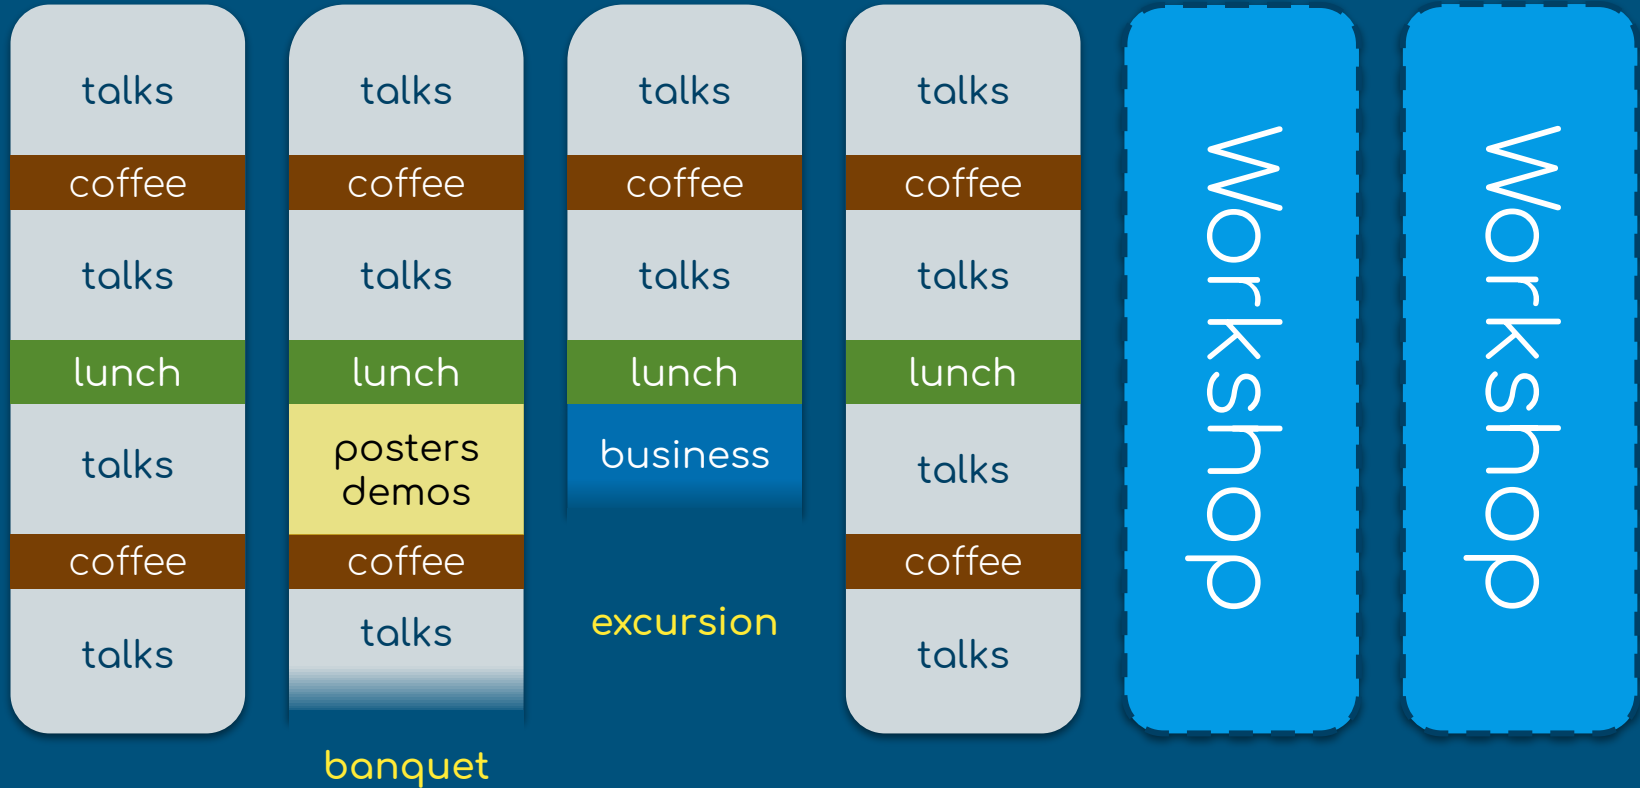 talks
coffee
talks
lunch
talks
coffee
talks
talks
coffee
talks
lunch
posters
demos
coffee
talks
banquet
talks
coffee
talks
lunch
business
excursion
talks
coffee
talks
lunch
talks
coffee
talks
Workshop
Workshop